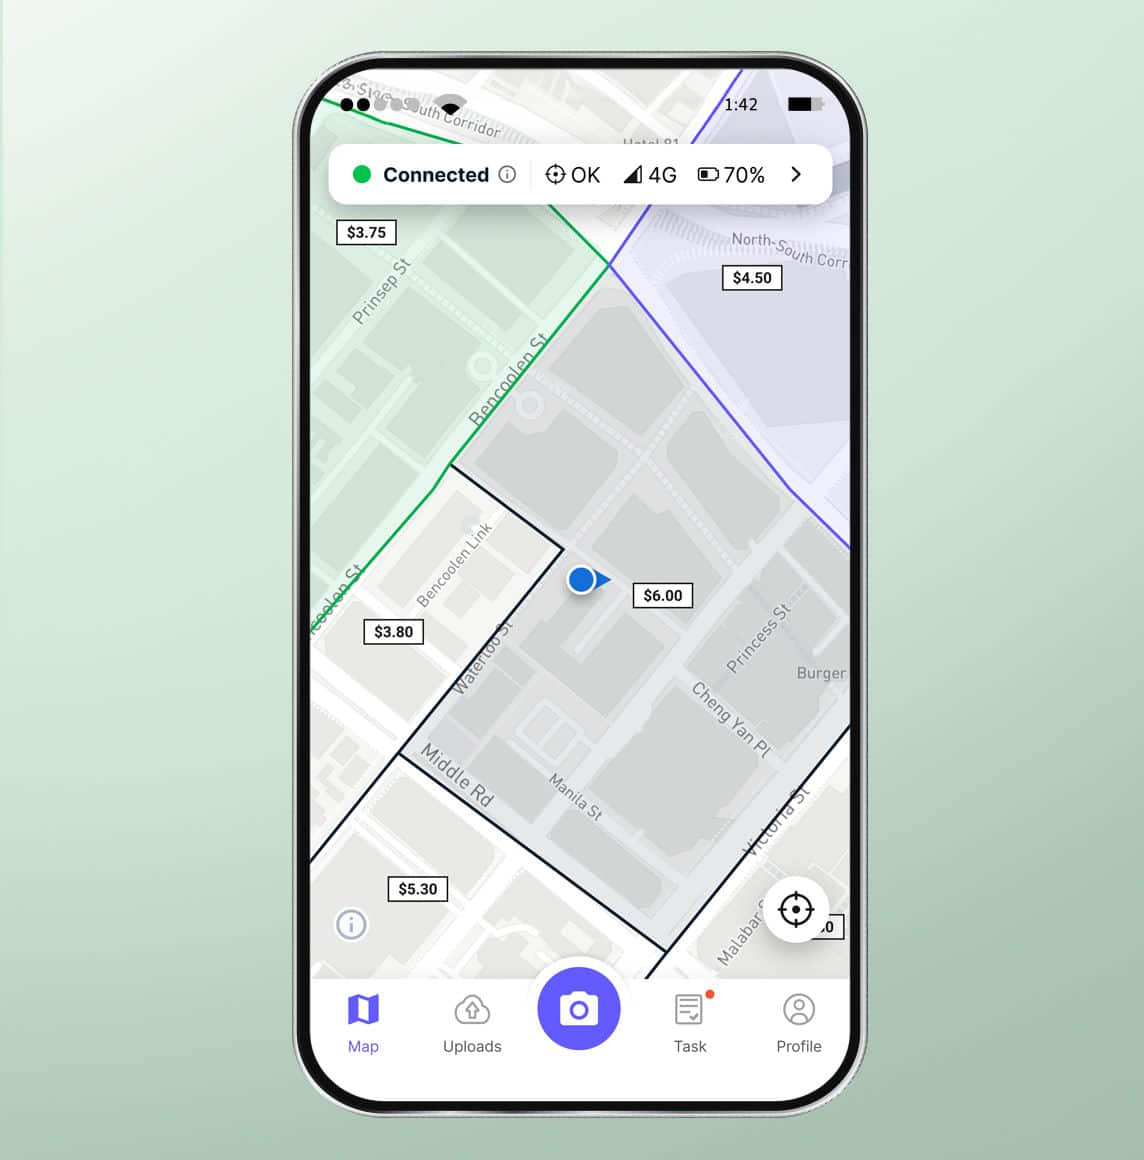 South Corridor
1:42
Hotel 81
Connected
OK
4G
70%
$3.75
North-South Corr
$4.50
Prinsep St
Bencoolen St
Bencoolen Link
coolen St
$6.00
$3.80
Waterloo St
Princess St
Burger
Cheng Yan Pl
Middle Rd
Manila St
Victoria St
$5.30
Malabar
Map
Uploads
Task
Profile